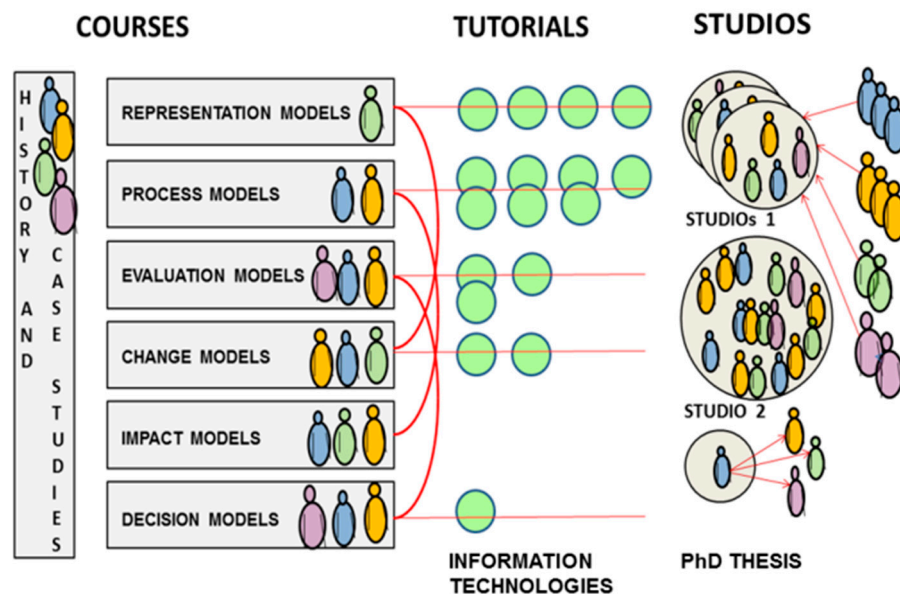 COURSES
TUTORIALS
STUDIOS
HISTORY AND
CASE STUDIES
REPRESENTATION MODELS
PROCESS MODELS
EVALUATION MODELS
CHANGE MODELS
IMPACT MODELS
DECISION MODELS
STUDIOs 1
STUDIO 2
INFORMATION
TECHNOLOGIES
PhD THESIS